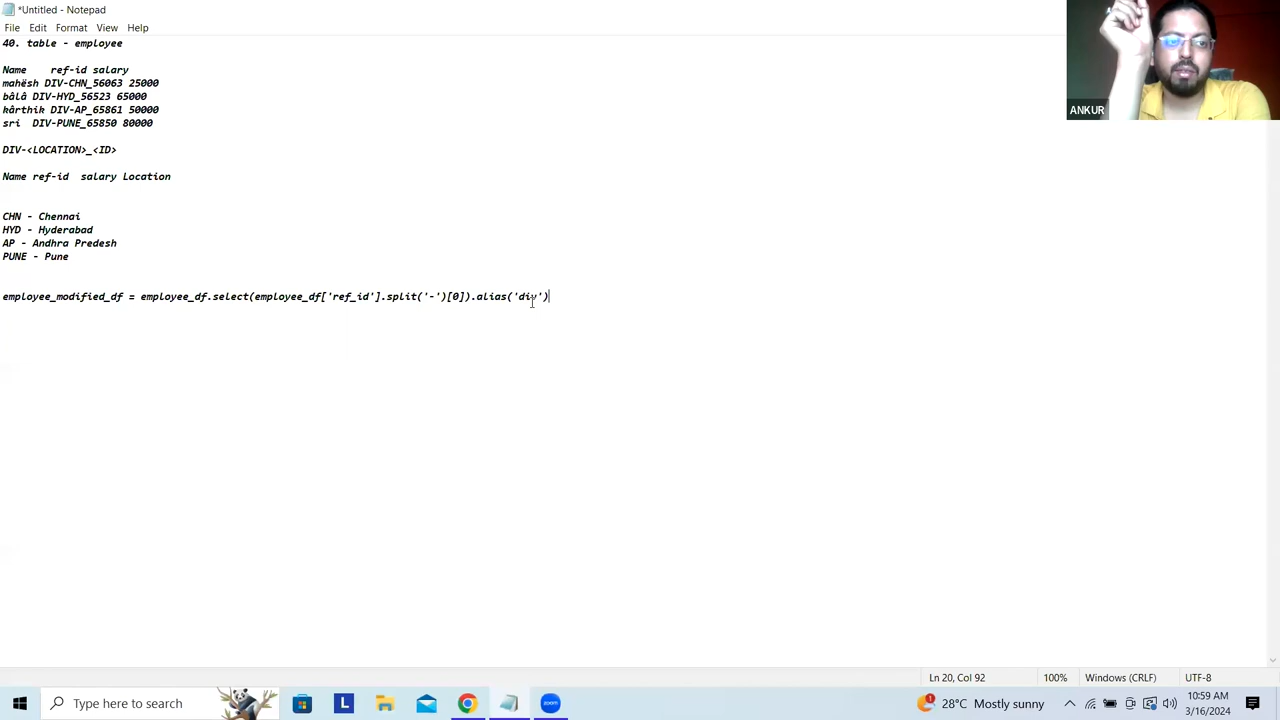 *Untitled - Notepad
File Edit Format View Help
40. table - employee
Name ref-id salary
mahësh DIV-CHN_56063 25000
bâlâ DIV-HYD_56523 65000
kârthik DIV-AP_65861 50000
sri DIV-PUNE_65850 80000
DIV-<LOCATION>_<ID>
Name ref-id salary Location
CHN - Chennai
HYD - Hyderabad
AP - Andhra Predesh
PUNE - Pune
employee_modified_df = employee_df.select(employee_df['ref_id'].split('-')[0]).alias('div')
ANKUR
Ln 20, Col 92 100% Windows (CRLF) UTF-8
Type here to search
L
zoom
1
28°C Mostly sunny
10:59 AM
3/16/2024